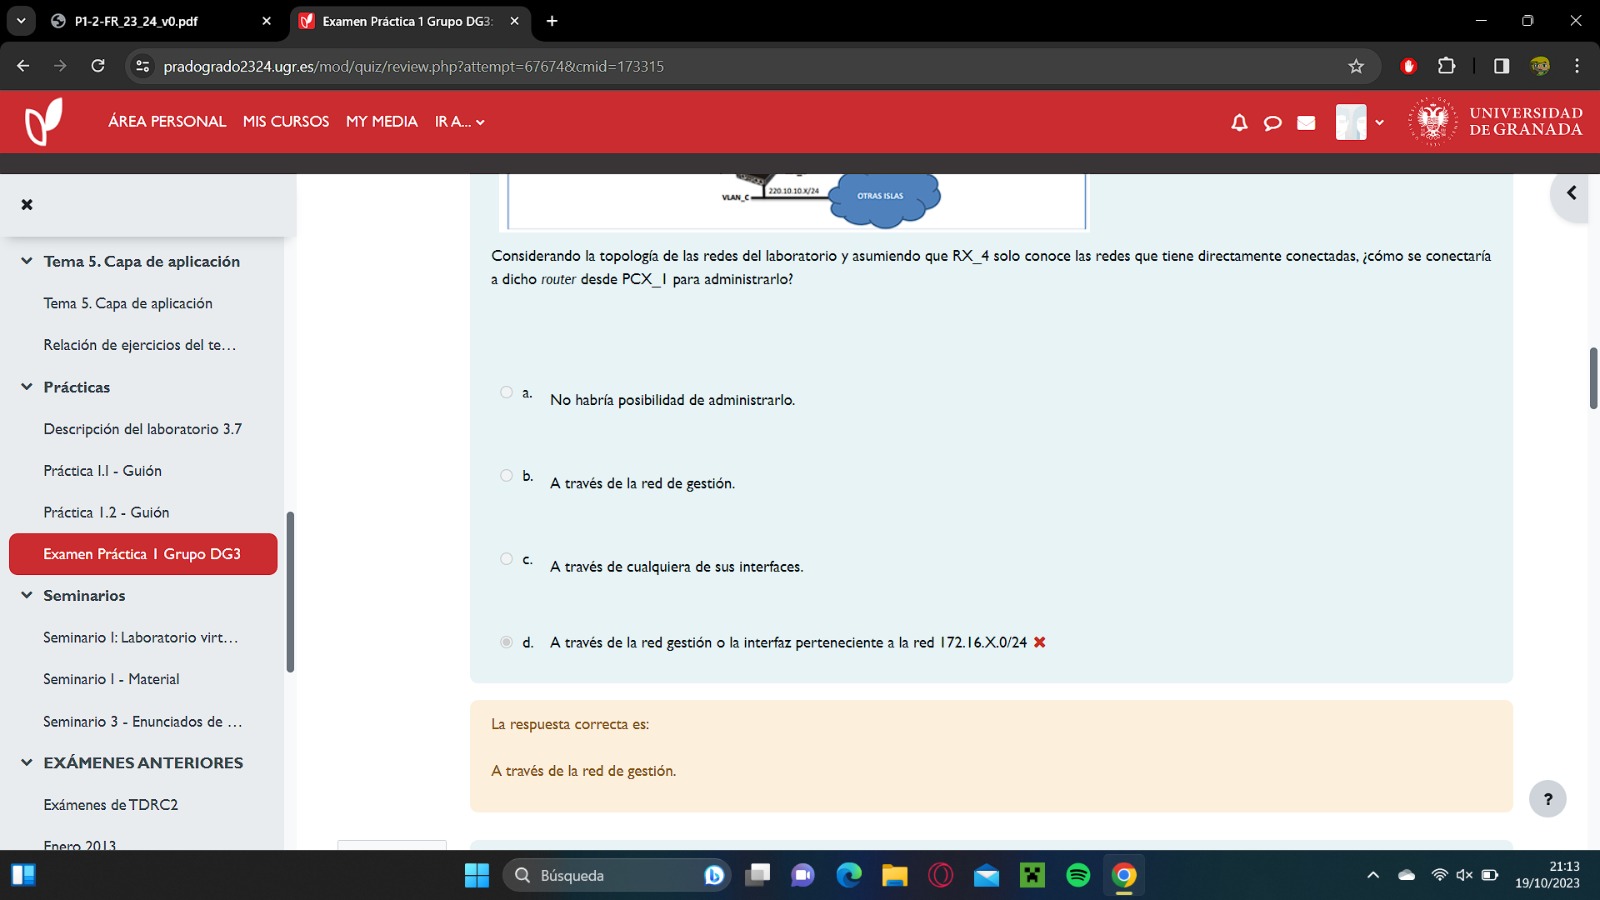 P1-2-FR_23_24_v0.pdf
Examen Práctica 1 Grupo DG3:
pradogrado2324.ugr.es/mod/quiz/review.php?attempt=67674&cmid=173315
ÁREA PERSONAL MIS CURSOS MY MEDIA IR A...
UNIVERSIDAD
DE GRANADA
Tema 5. Capa de aplicación
Tema 5. Capa de aplicación
Relación de ejercicios del te...
Prácticas
Descripción del laboratorio 3.7
Práctica 1.1 - Guión
Práctica 1.2 - Guión
Examen Práctica 1 Grupo DG3
Seminarios
Seminario 1: Laboratorio virt...
Seminario 1 - Material
Seminario 3 - Enunciados de ...
EXÁMENES ANTERIORES
Exámenes de TDRC2
Enero 2013
VLAN_C
220.10.10.X/24
OTRAS ISLAS
Considerando la topología de las redes del laboratorio y asumiendo que RX_4 solo conoce las redes que tiene directamente conectadas, ¿cómo se conectaría
a dicho router desde PCX_1 para administrarlo?
a. No habría posibilidad de administrarlo.
b. A través de la red de gestión.
c. A través de cualquiera de sus interfaces.
d. A través de la red gestión o la interfaz perteneciente a la red 172.16.X.0/24
La respuesta correcta es:
A través de la red de gestión.
?
Búsqueda
21:13
19/10/2023